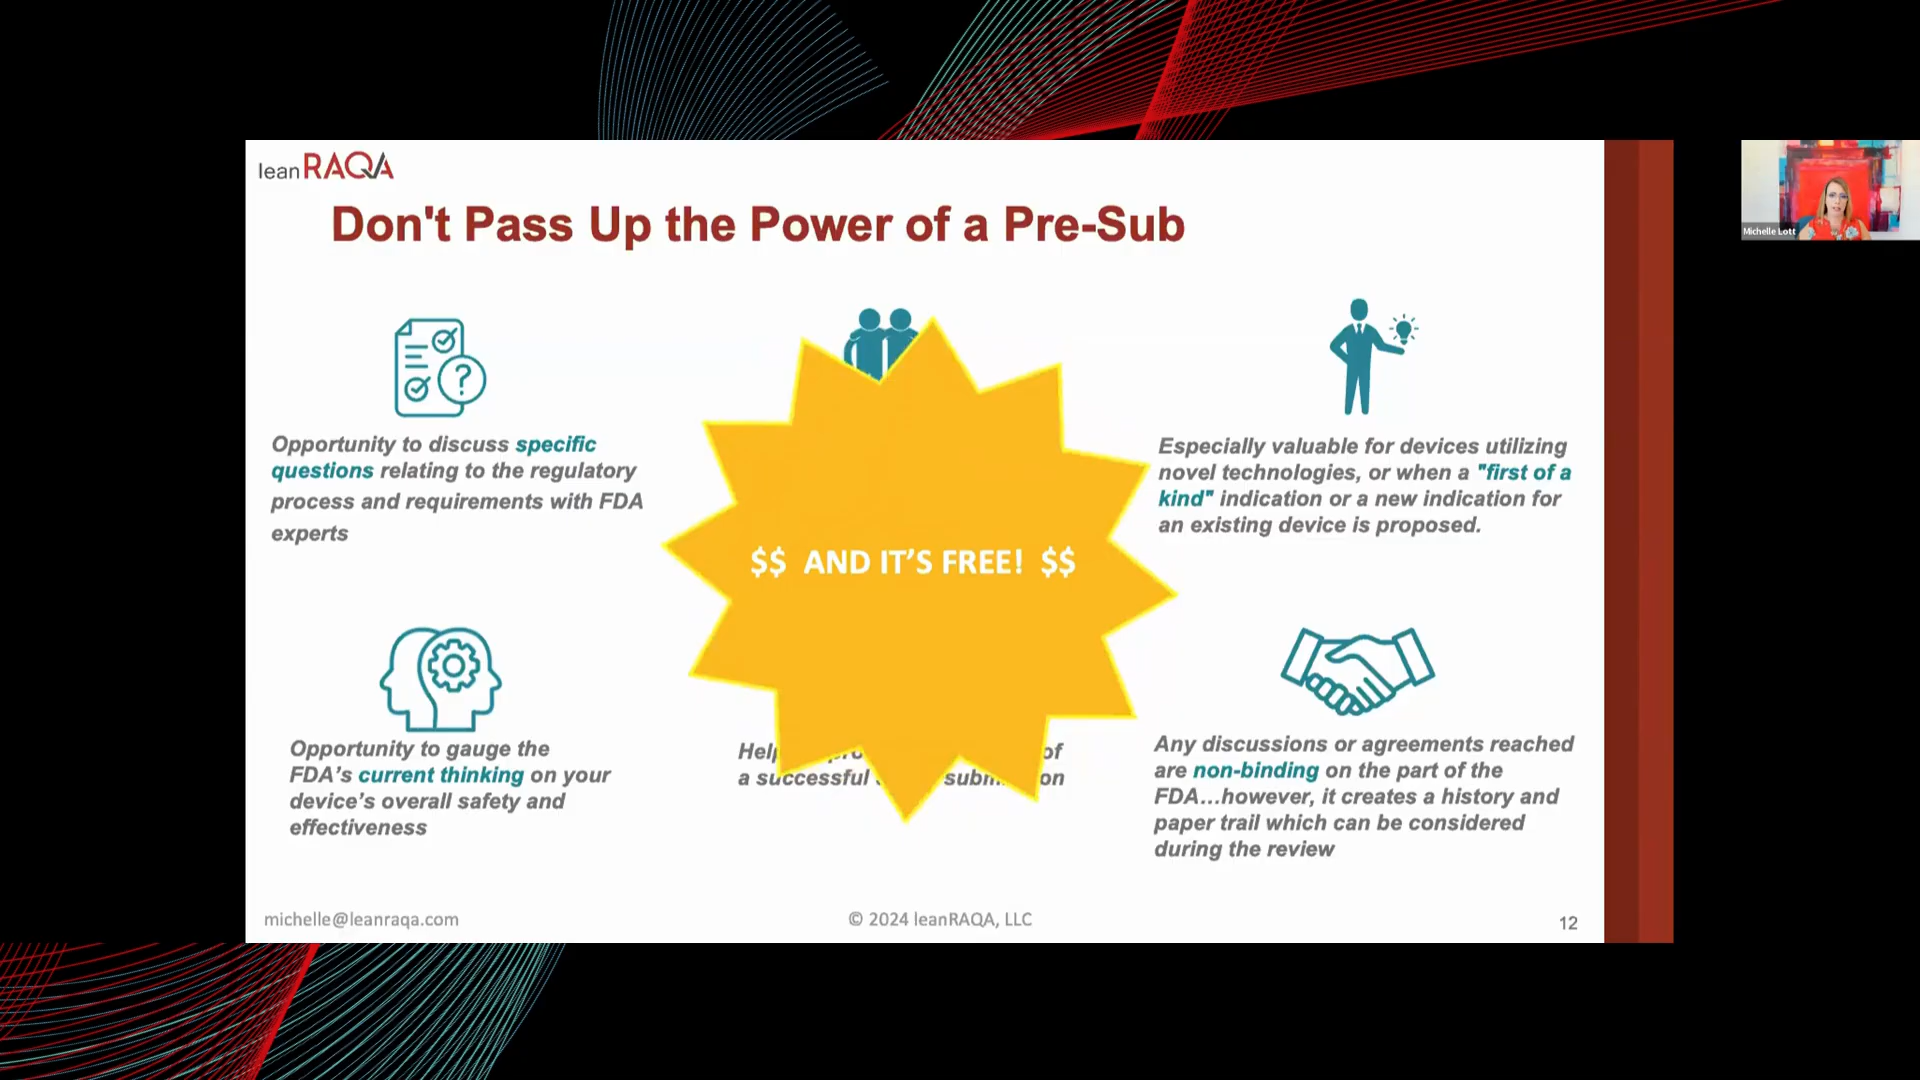 leanRAQA
Don't Pass Up the Power of a Pre-Sub
Opportunity to discuss specific
questions relating to the regulatory
process and requirements with FDA
experts
$$ AND IT’S FREE! $$
Especially valuable for devices utilizing
novel technologies, or when a "first of a
kind" indication or a new indication for
an existing device is proposed.
Opportunity to gauge the
FDA’s current thinking on your
device’s overall safety and
effectiveness
of
a successful
Any discussions or agreements reached
are non-binding on the part of the
FDA…however, it creates a history and
paper trail which can be considered
during the review
michelle@leanraqa.com
© 2024 leanRAQA, LLC
12
Michelle Lott